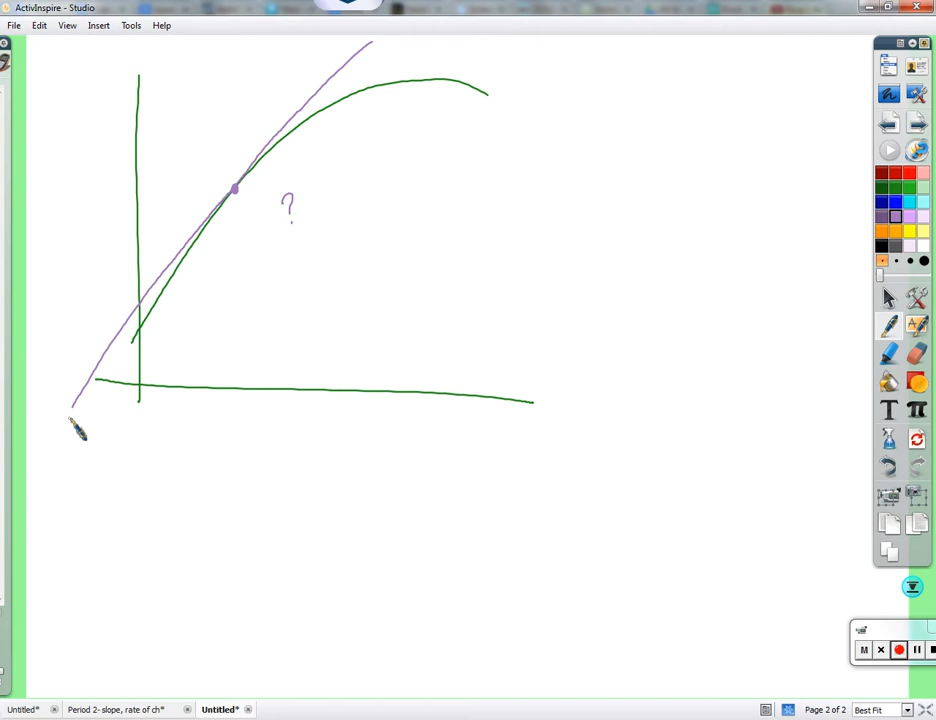 ActivInspire - Studio
File Edit View Insert Tools Help
?
A
T π
M
Untitled* Period 2- slope, rate of ch* Untitled* Page 2 of 2 Best Fit